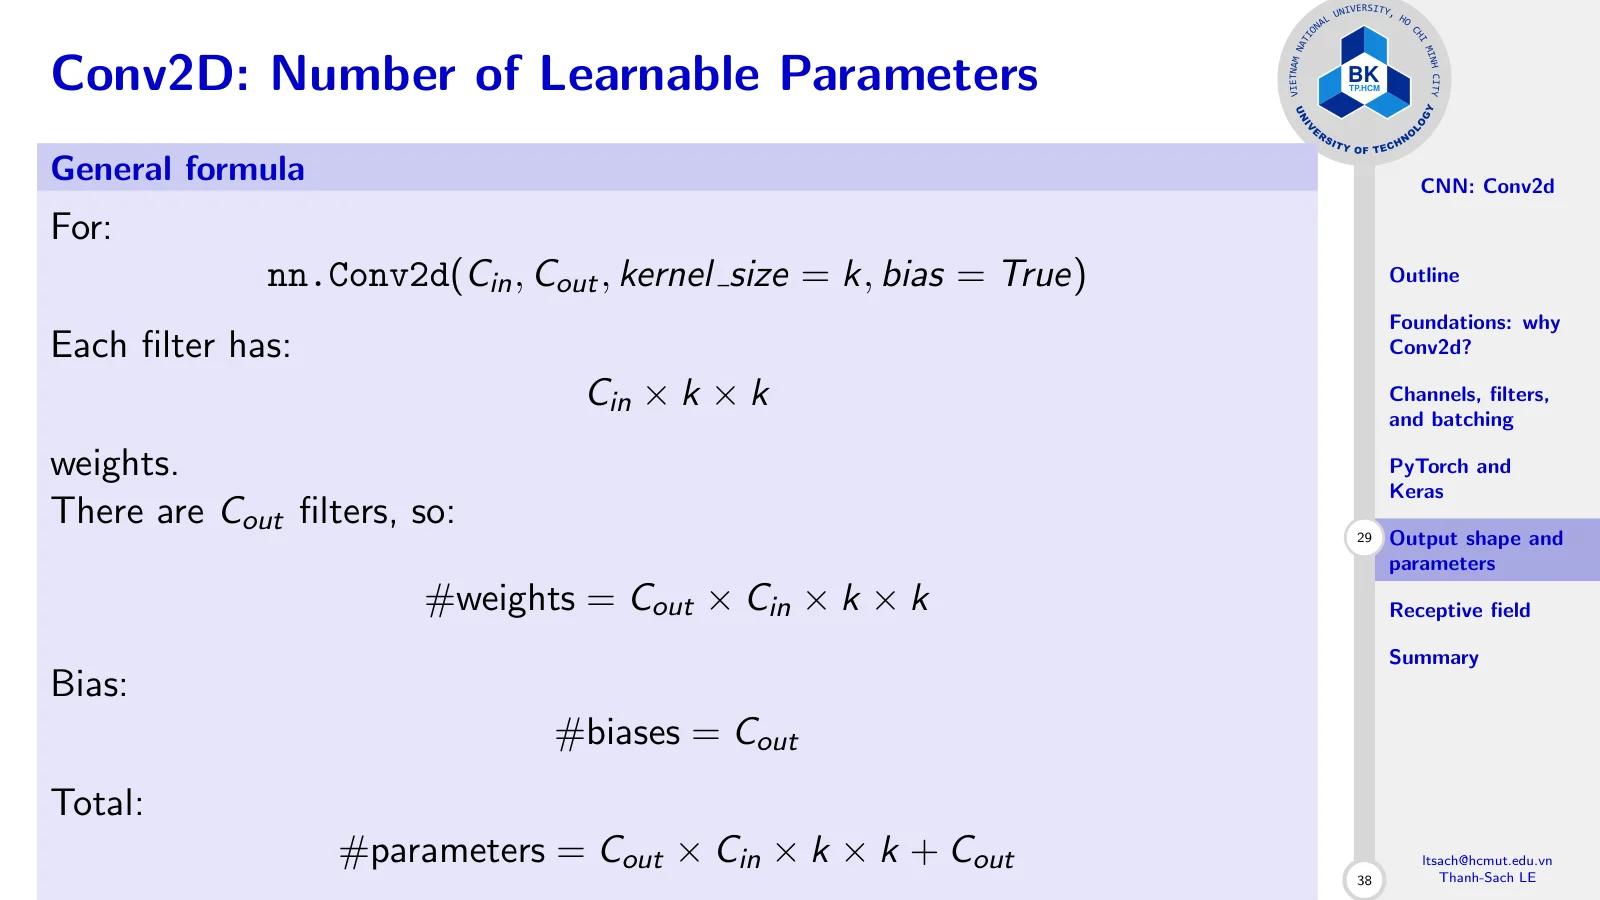 Conv2D: Number of Learnable Parameters
General formula
For:
nn.Conv2d(C_in, C_out, kernel_size = k, bias = True)
Each filter has:
C_in × k × k
weights.
There are C_out filters, so:
#weights = C_out × C_in × k × k
Bias:
#biases = C_out
Total:
#parameters = C_out × C_in × k × k + C_out
VIETNAM NATIONAL UNIVERSITY, HO CHI MINH CITY
BK
TP.HCM
UNIVERSITY OF TECHNOLOGY
CNN: Conv2d
Outline
Foundations: why
Conv2d?
Channels, filters,
and batching
PyTorch and
Keras
29
Output shape and
parameters
Receptive field
Summary
ltsach@hcmut.edu.vn
Thanh-Sach LE
38